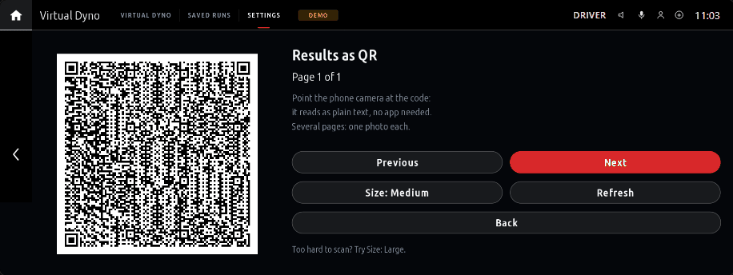 Virtual Dyno
VIRTUAL DYNO
SAVED RUNS
SETTINGS
DEMO
DRIVER
11:03
Results as QR
Page 1 of 1
Point the phone camera at the code:
it reads as plain text, no app needed.
Several pages: one photo each.
Previous
Next
Size: Medium
Refresh
Back
Too hard to scan? Try Size: Large.